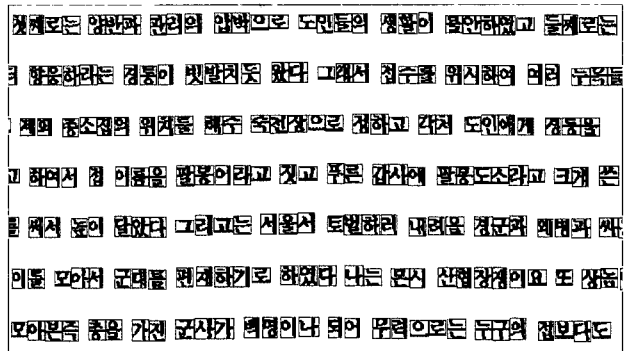 첫째로는 양반과 관리의 압박으로 도인들의 생활이 불안하였고 둘째로는
향응하라는 경통이 빗발치듯 왔다 그래서 접수를 위시하여 여러 두목들
제의 총소집의 위치를 해주 죽천장으로 정하고 각처 도인에게 경통을
고 하여서 접 이름을 팔봉이라고 짓고 푸른 갑사에 팔봉도소라고 크게 쓴
를 써서 높이 달았다 그리고는 서울서 토벌하러 내려올 경군과 왜병과 싸
이를 모아서 군대를 편제하기로 하였다 나는 본시 산협장생이요 또 상놈
모아본즉 총을 가진 군사가 백명이나 되어 무력으로는 누구의 접보다도